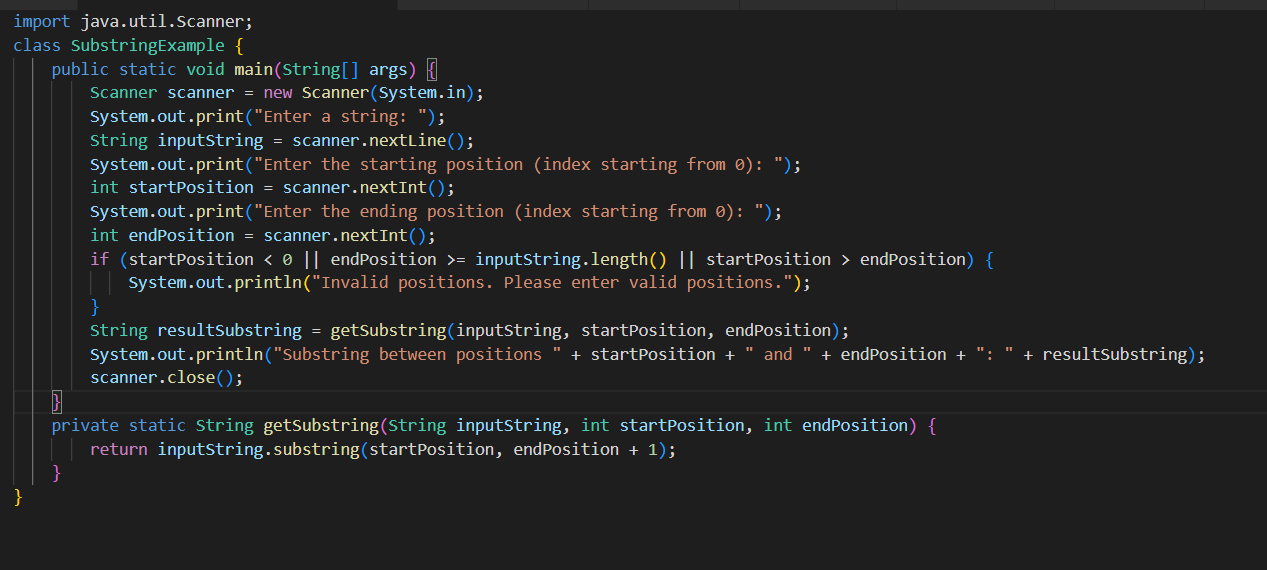 import java.util.Scanner;
class SubstringExample {
    public static void main(String[] args) {
        Scanner scanner = new Scanner(System.in);
        System.out.print("Enter a string: ");
        String inputString = scanner.nextLine();
        System.out.print("Enter the starting position (index starting from 0): ");
        int startPosition = scanner.nextInt();
        System.out.print("Enter the ending position (index starting from 0): ");
        int endPosition = scanner.nextInt();
        if (startPosition < 0 || endPosition >= inputString.length() || startPosition > endPosition) {
            System.out.println("Invalid positions. Please enter valid positions.");
        }
        String resultSubstring = getSubstring(inputString, startPosition, endPosition);
        System.out.println("Substring between positions " + startPosition + " and " + endPosition + ": " + resultSubstring);
        scanner.close();
    }
    private static String getSubstring(String inputString, int startPosition, int endPosition) {
        return inputString.substring(startPosition, endPosition + 1);
    }
}